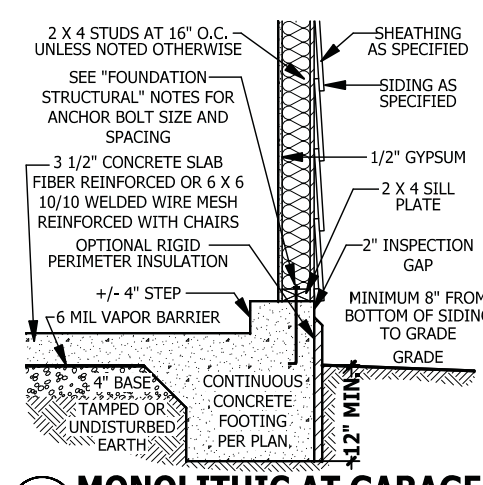 2 X 4 STUDS AT 16" O.C.
UNLESS NOTED OTHERWISE
SEE "FOUNDATION
STRUCTURAL" NOTES FOR
ANCHOR BOLT SIZE AND
SPACING
3 1/2" CONCRETE SLAB
FIBER REINFORCED OR 6 X 6
10/10 WELDED WIRE MESH
REINFORCED WITH CHAIRS
OPTIONAL RIGID
PERIMETER INSULATION
+/- 4" STEP
6 MIL VAPOR BARRIER
4" BASE
TAMPED OR
UNDISTURBED
EARTH
CONTINUOUS
CONCRETE
FOOTING
PER PLAN
SHEATHING
AS SPECIFIED
SIDING AS
SPECIFIED
1/2" GYPSUM
2 X 4 SILL
PLATE
2" INSPECTION
GAP
MINIMUM 8" FROM
BOTTOM OF SIDING
TO GRADE
GRADE
12" MIN.
MONOLITHIC AT GARAGE